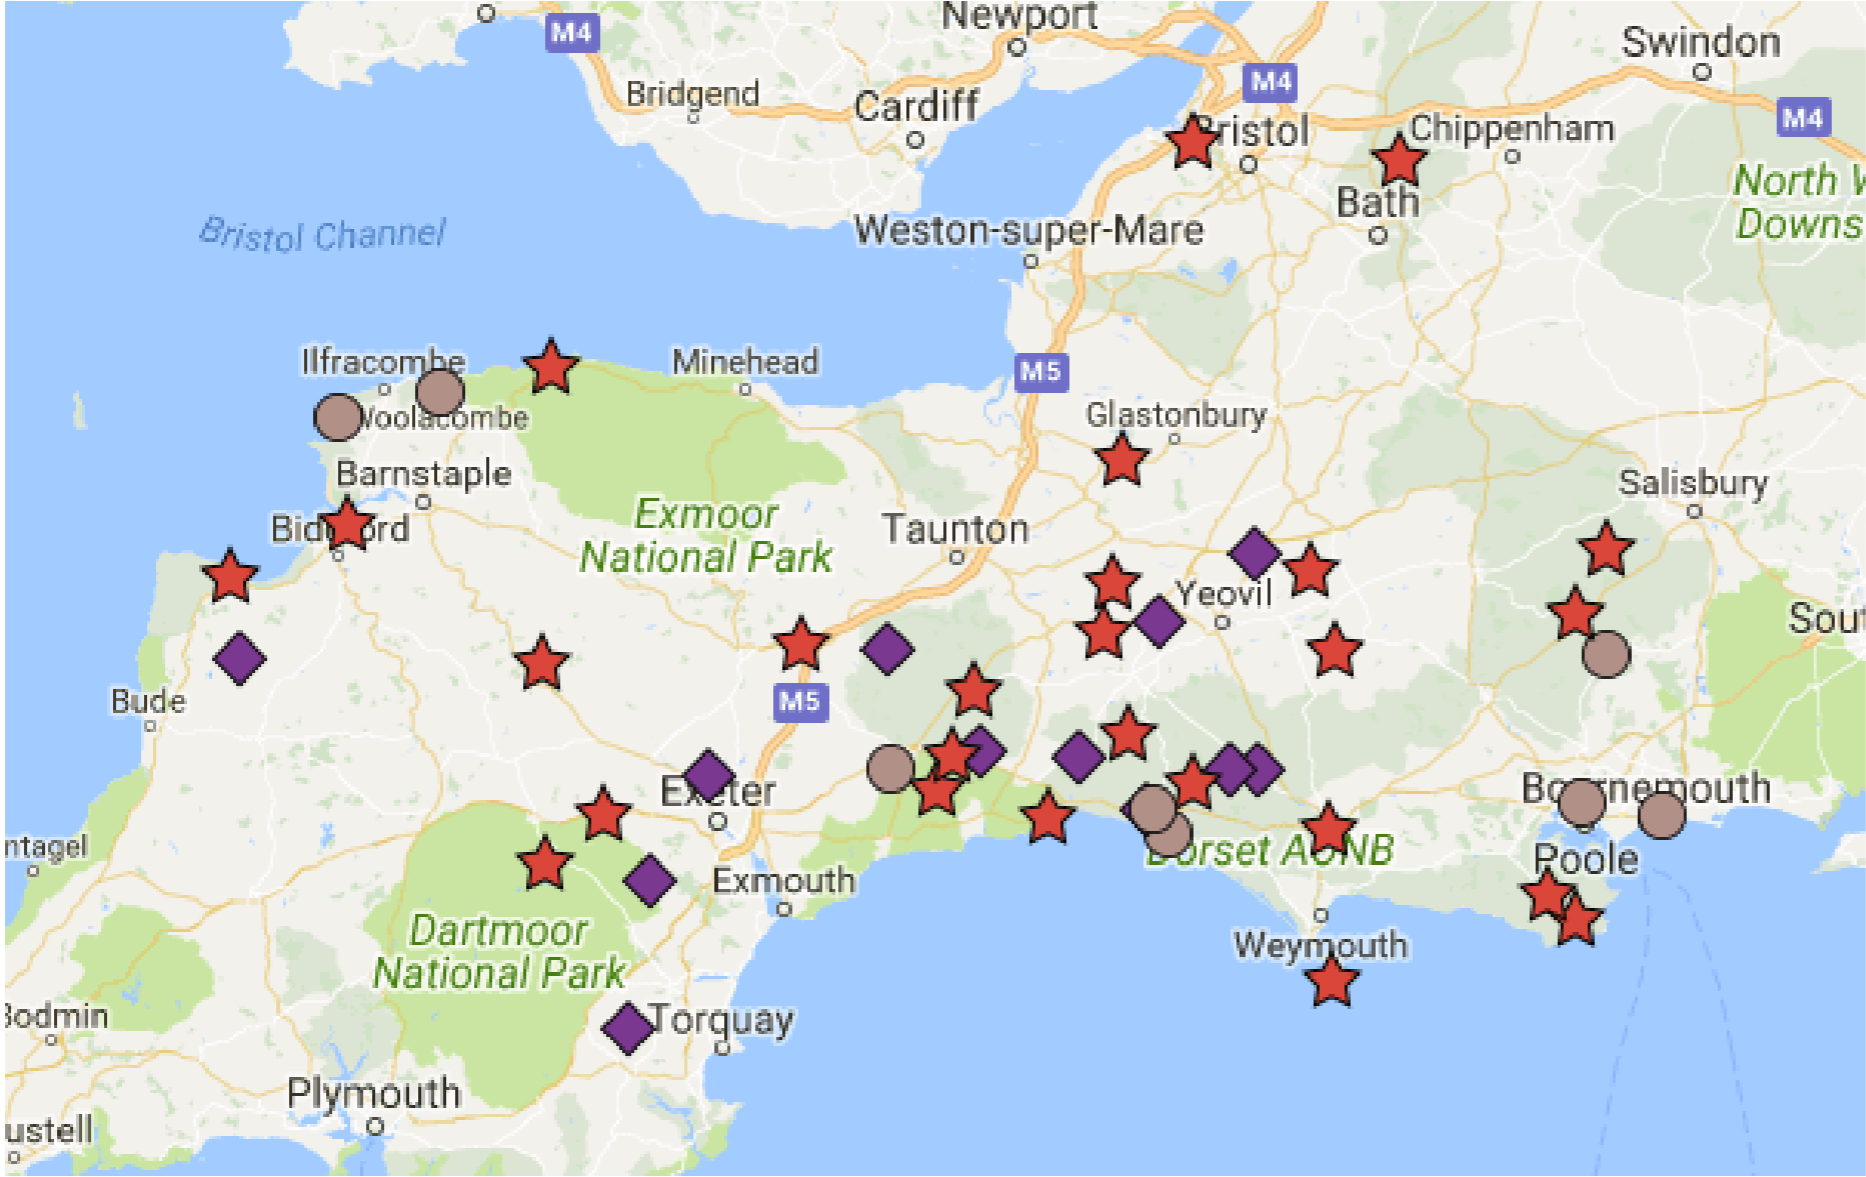 Newport
M4
Swindon
M4
Bridgend
Cardiff
M4
Bristol
Chippenham
North W
Downs
Bath
Bristol Channel
Weston-super-Mare
Ilfracombe
Minehead
M5
Woolacombe
Glastonbury
Barnstaple
Salisbury
Exmoor
National Park
Taunton
Bideford
Yeovil
Sout
Bude
M5
Exeter
Bournemouth
ntagel
Dorset AONB
Poole
Exmouth
Dartmoor
National Park
Weymouth
Bodmin
Torquay
Plymouth
ustell